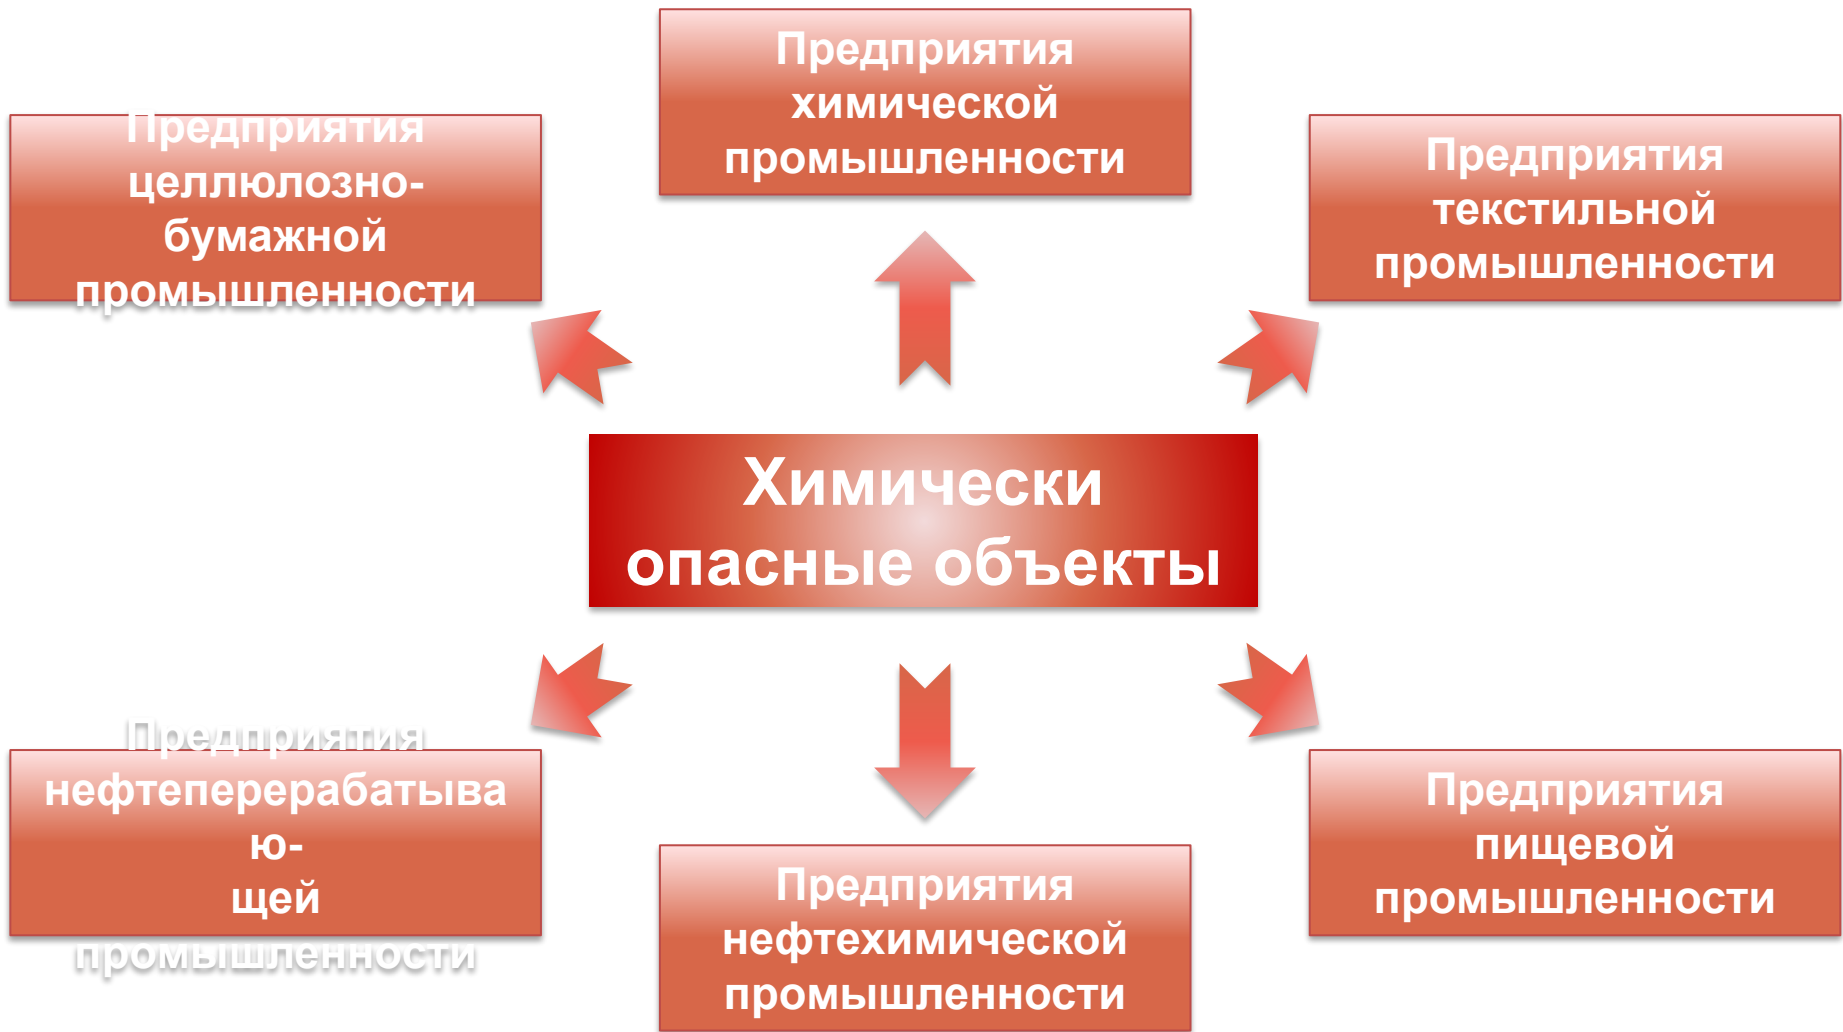 Предприятия
химической
промышленности
Предприятия
целлюлозно-
бумажной
промышленности
Предприятия
текстильной
промышленности
Химически
опасные объекты
Предприятия
нефтеперерабатыва
ю-
щей
промышленности
Предприятия
нефтехимической
промышленности
Предприятия
пищевой
промышленности